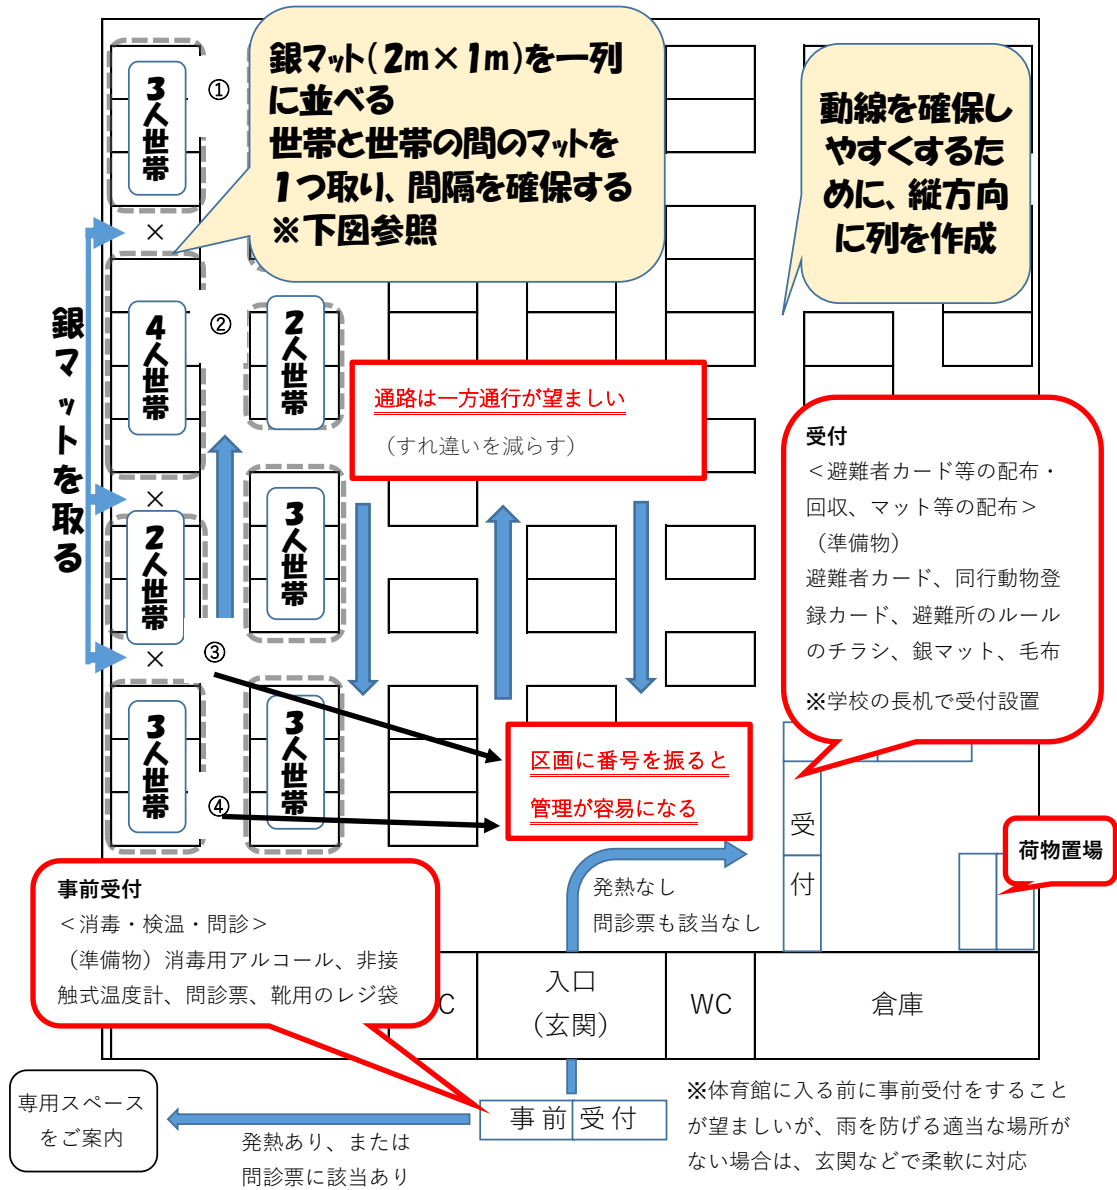 銀マット(2m×1m)を一列
に並べる
世帯と世帯の間のマットを
1つ取り、間隔を確保する
※下図参照
動線を確保し
やすくするた
めに、縦方向
に列を作成
3人世帯
①
×
4人世帯
②
2人世帯
銀マットを取る
×
2人世帯
3人世帯
③
×
3人世帯
④
3人世帯
通路は一方通行が望ましい
(すれ違いを減らす)
受付
<避難者カード等の配布・
回収、マット等の配布>
(準備物)
避難者カード、同行動物登
録カード、避難所のルール
のチラシ、銀マット、毛布
※学校の長机で受付設置
区画に番号を振ると
管理が容易になる
受付
荷物置場
発熱なし
問診票も該当なし
事前受付
<消毒・検温・問診>
(準備物)消毒用アルコール、非接
触式温度計、問診票、靴用のレジ袋
C
入口
(玄関)
WC
倉庫
専用スペース
をご案内
発熱あり、または
問診票に該当あり
事前受付
※体育館に入る前に事前受付をすること
が望ましいが、雨を防げる適当な場所が
ない場合は、玄関などで柔軟に対応